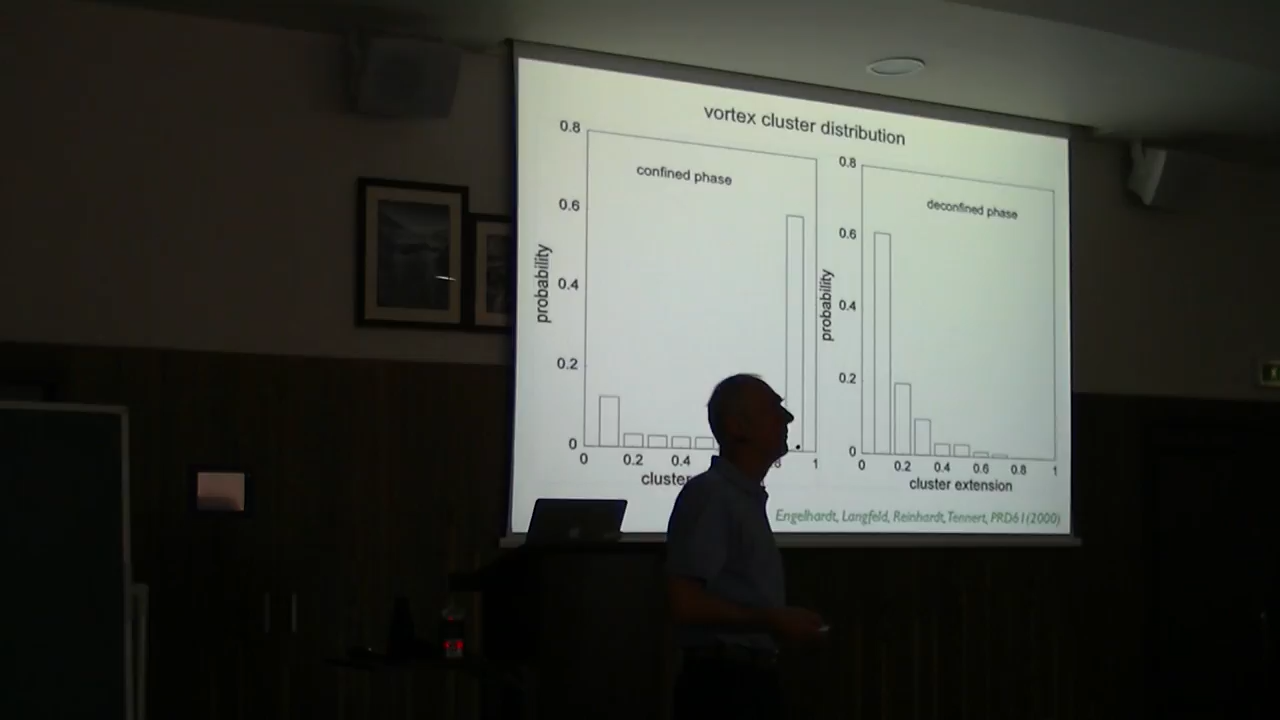 vortex cluster distribution
0.8
confined phase
0.6
probability
0.4
0.2
0
0 0.2 0.4 1
0.8
deconfined phase
0.6
probability
0.4
0.2
0
0 0.2 0.4 0.6 0.8 1
cluster extension
Engelhardt, Langfeld, Reinhardt, Tennert, PRD61(2000)